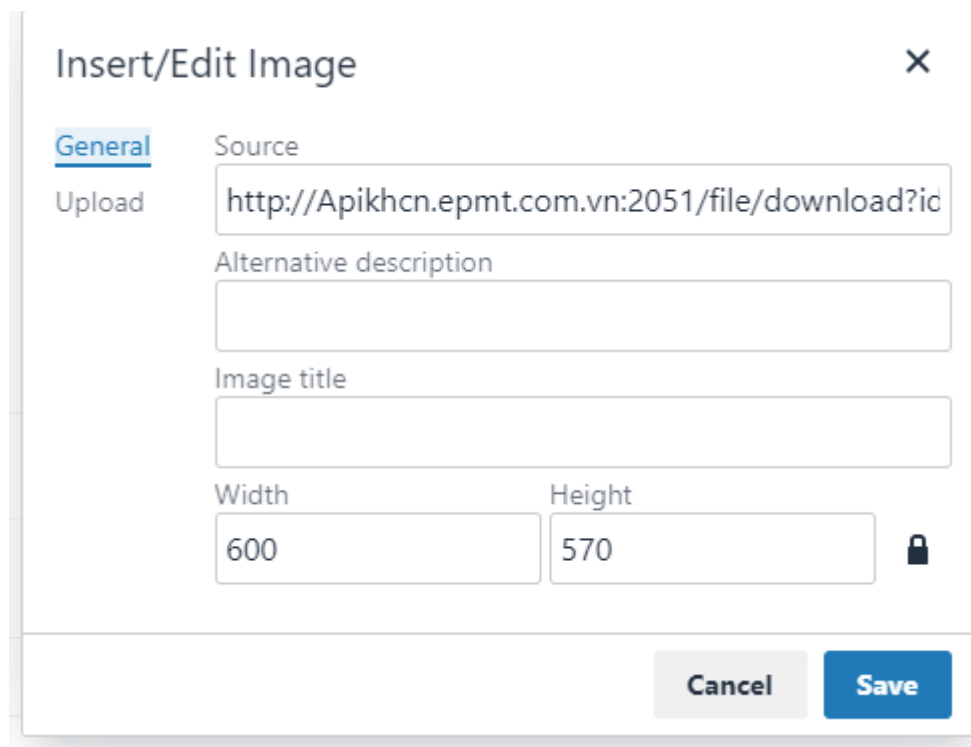 Insert/Edit Image
General
Source
Upload
http://Apikhcn.epmt.com.vn:2051/file/download?id
Alternative description
Image title
Width Height
600 570
Cancel Save